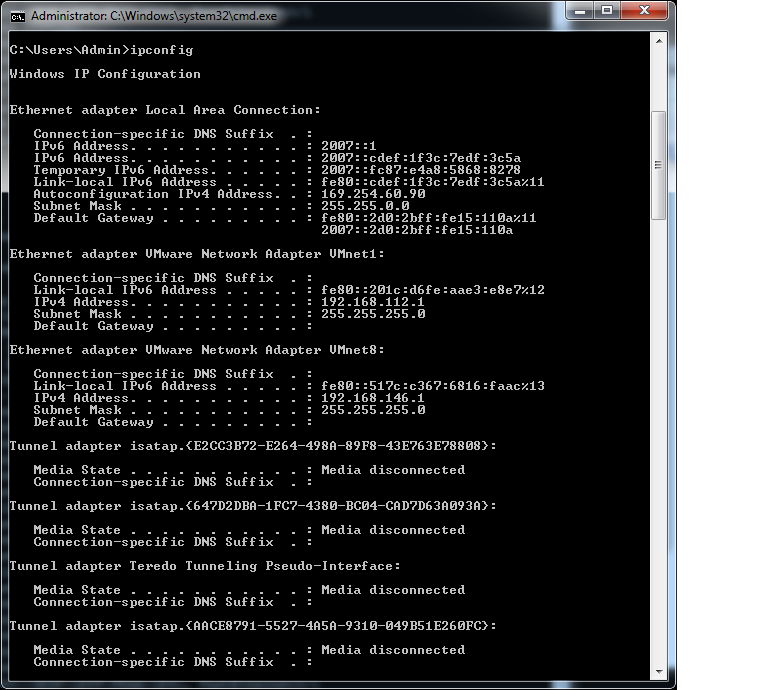 Administrator: C:\Windows\system32\cmd.exe
C:\Users\Admin>ipconfig
Windows IP Configuration
Ethernet adapter Local Area Connection:
   Connection-specific DNS Suffix  . :
   IPv6 Address. . . . . . . . . . . : 2007::1
   IPv6 Address. . . . . . . . . . . : 2007::cdef:1f3c:7edf:3c5a
   Temporary IPv6 Address. . . . . . : 2007::fc87:e4a8:5868:8278
   Link-local IPv6 Address . . . . . : fe80::cdef:1f3c:7edf:3c5a%11
   Autoconfiguration IPv4 Address. . : 169.254.60.90
   Subnet Mask . . . . . . . . . . . : 255.255.0.0
   Default Gateway . . . . . . . . . : fe80::2d0:2bff:fe15:110a%11
                                       2007::2d0:2bff:fe15:110a
Ethernet adapter VMware Network Adapter VMnet1:
   Connection-specific DNS Suffix  . :
   Link-local IPv6 Address . . . . . : fe80::201c:d6fe:aae3:e8e7%12
   IPv4 Address. . . . . . . . . . . : 192.168.112.1
   Subnet Mask . . . . . . . . . . . : 255.255.255.0
   Default Gateway . . . . . . . . . :
Ethernet adapter VMware Network Adapter VMnet8:
   Connection-specific DNS Suffix  . :
   Link-local IPv6 Address . . . . . : fe80::517c:c367:6816:faac%13
   IPv4 Address. . . . . . . . . . . : 192.168.146.1
   Subnet Mask . . . . . . . . . . . : 255.255.255.0
   Default Gateway . . . . . . . . . :
Tunnel adapter isatap.{E2CC3B72-E264-498A-89F8-43E763E78808}:
   Media State . . . . . . . . . . . : Media disconnected
   Connection-specific DNS Suffix  . :
Tunnel adapter isatap.{647D2DBA-1FC7-4380-BC04-CAD7D63A093A}:
   Media State . . . . . . . . . . . : Media disconnected
   Connection-specific DNS Suffix  . :
Tunnel adapter Teredo Tunneling Pseudo-Interface:
   Media State . . . . . . . . . . . : Media disconnected
   Connection-specific DNS Suffix  . :
Tunnel adapter isatap.{AACE8791-5527-4A5A-9310-049B51E260FC}:
   Media State . . . . . . . . . . . : Media disconnected
   Connection-specific DNS Suffix  . :